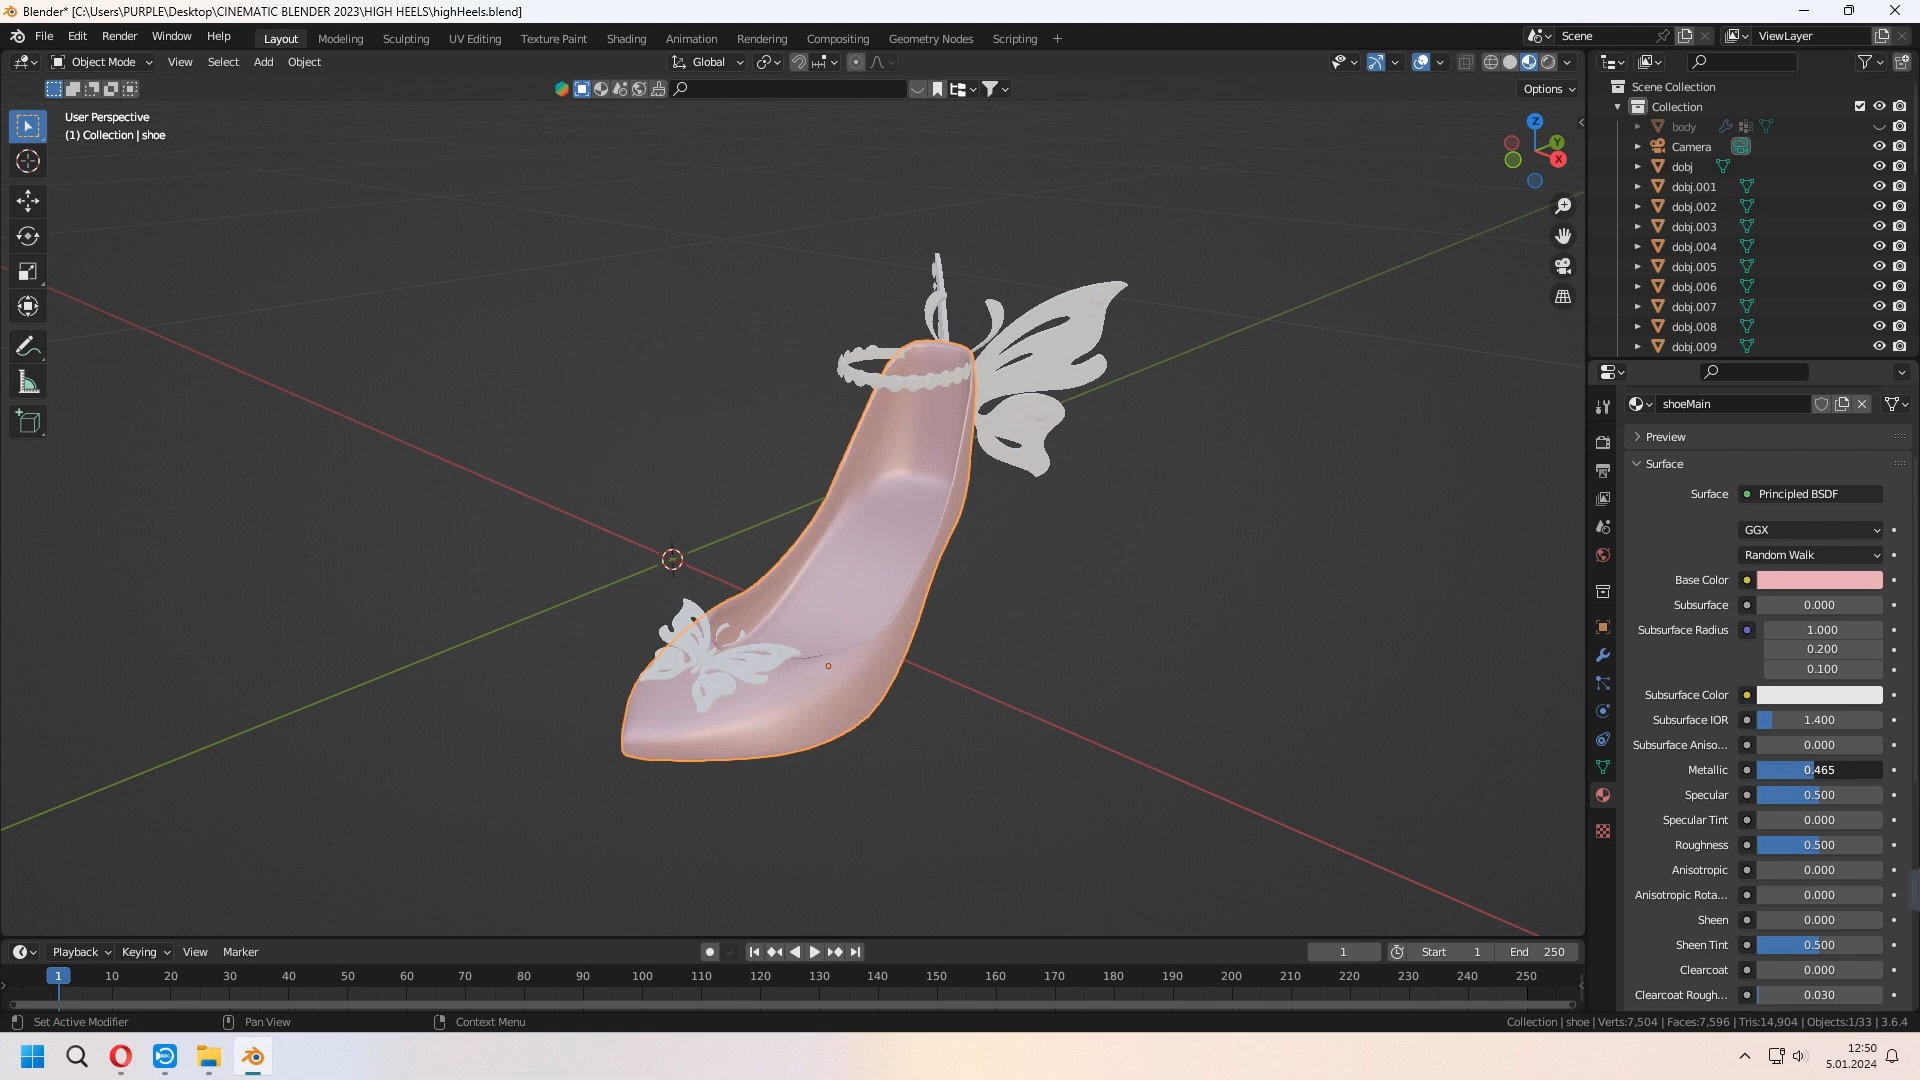 Blender* [C:\Users\PURPLE\Desktop\CINEMATIC BLENDER 2023\HIGH HEELS\highHeels.blend]
File Edit Render Window Help Layout Modeling Sculpting UV Editing Texture Paint Shading Animation Rendering Compositing Geometry Nodes Scripting + Scene ViewLayer
Object Mode View Select Add Object Global
Options
User Perspective
(1) Collection | shoe
Z
Y
X
Scene Collection
Collection
body
Camera
dobj
dobj.001
dobj.002
dobj.003
dobj.004
dobj.005
dobj.006
dobj.007
dobj.008
dobj.009
shoeMain
Preview
Surface
Surface Principled BSDF
GGX
Random Walk
Base Color
Subsurface 0.000
Subsurface Radius 1.000
0.200
0.100
Subsurface Color
Subsurface IOR 1.400
Subsurface Aniso... 0.000
Metallic 0.465
Specular 0.500
Specular Tint 0.000
Roughness 0.500
Anisotropic 0.000
Anisotropic Rota... 0.000
Sheen 0.000
Sheen Tint 0.500
Clearcoat 0.000
Clearcoat Rough... 0.030
Playback Keying View Marker 1 Start 1 End 250
1 10 20 30 40 50 60 70 80 90 100 110 120 130 140 150 160 170 180 190 200 210 220 230 240 250
Set Active Modifier Pan View Context Menu Collection | shoe | Verts:7,504 | Faces:7,596 | Tris:14,904 | Objects:1/33 | 3.6.4
12:50
5.01.2024